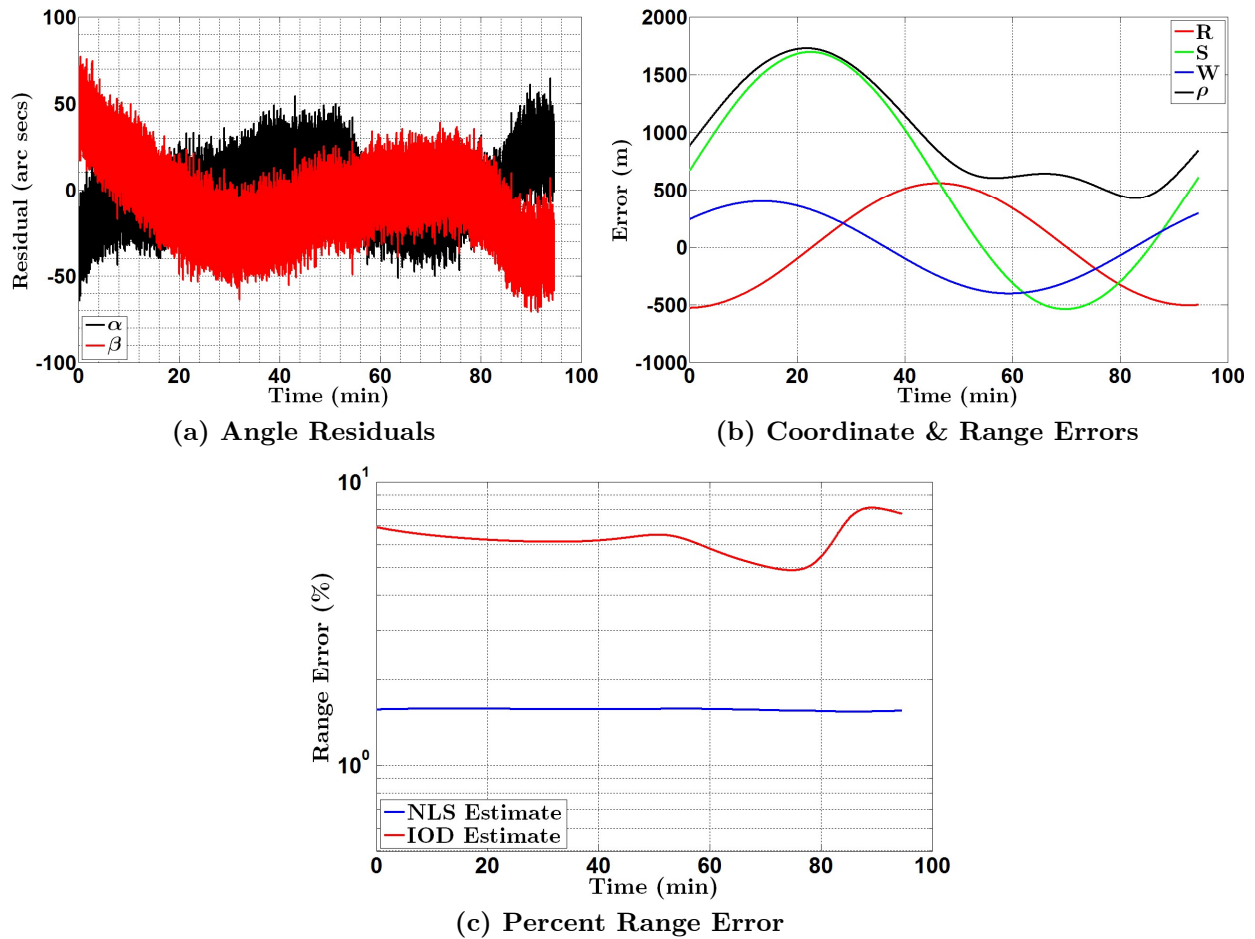 100
50
0
-50
-100
Residual (arc secs)
α
β
0 20 40 60 80 100
Time (min)
(a) Angle Residuals
2000
1500
1000
500
0
-500
-1000
Error (m)
R
S
W
ρ
0 20 40 60 80 100
Time (min)
(b) Coordinate & Range Errors
10¹
10⁰
Range Error (%)
NLS Estimate
IOD Estimate
0 20 40 60 80 100
Time (min)
(c) Percent Range Error